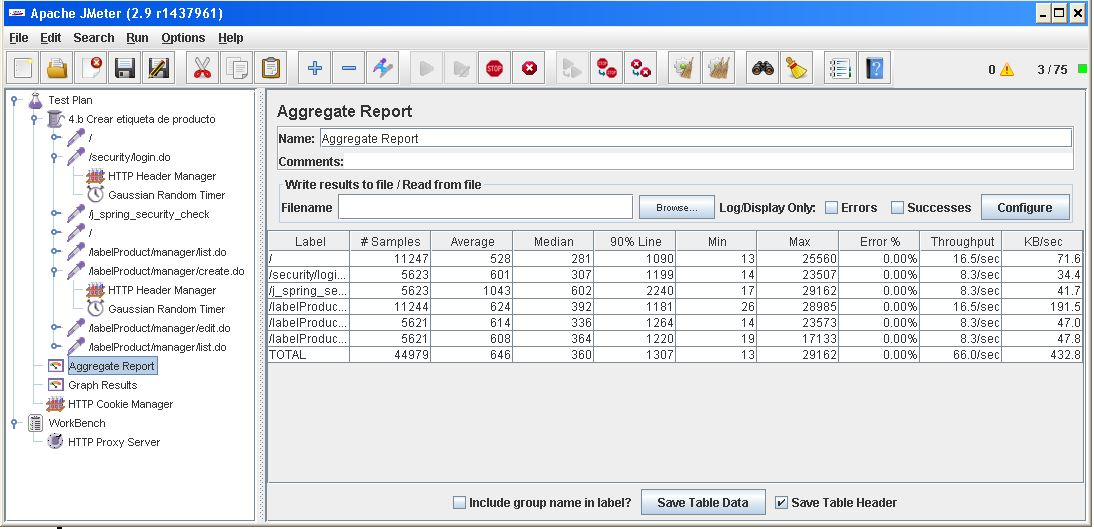 Apache JMeter (2.9 r1437961)
File Edit Search Run Options Help
STOP
0 3 / 75
Test Plan
4.b Crear etiqueta de producto
/
/security/login.do
HTTP Header Manager
Gaussian Random Timer
/j_spring_security_check
/
/labelProduct/manager/list.do
/labelProduct/manager/create.do
HTTP Header Manager
Gaussian Random Timer
/labelProduct/manager/edit.do
/labelProduct/manager/list.do
Aggregate Report
Graph Results
HTTP Cookie Manager
WorkBench
HTTP Proxy Server
Aggregate Report
Name: Aggregate Report
Comments:
Write results to file / Read from file
Filename Browse... Log/Display Only: Errors Successes Configure
Label # Samples Average Median 90% Line Min Max Error % Throughput KB/sec
/ 11247 528 281 1090 13 25560 0.00% 16.5/sec 71.6
/security/logi... 5623 601 307 1199 14 23507 0.00% 8.3/sec 34.4
/j_spring_se... 5623 1043 602 2240 17 29162 0.00% 8.3/sec 41.7
/labelProduc... 11244 624 392 1181 26 28985 0.00% 16.5/sec 191.5
/labelProduc... 5621 614 336 1264 14 23573 0.00% 8.3/sec 47.0
/labelProduc... 5621 608 364 1220 19 17133 0.00% 8.3/sec 47.8
TOTAL 44979 646 360 1307 13 29162 0.00% 66.0/sec 432.8
Include group name in label? Save Table Data Save Table Header